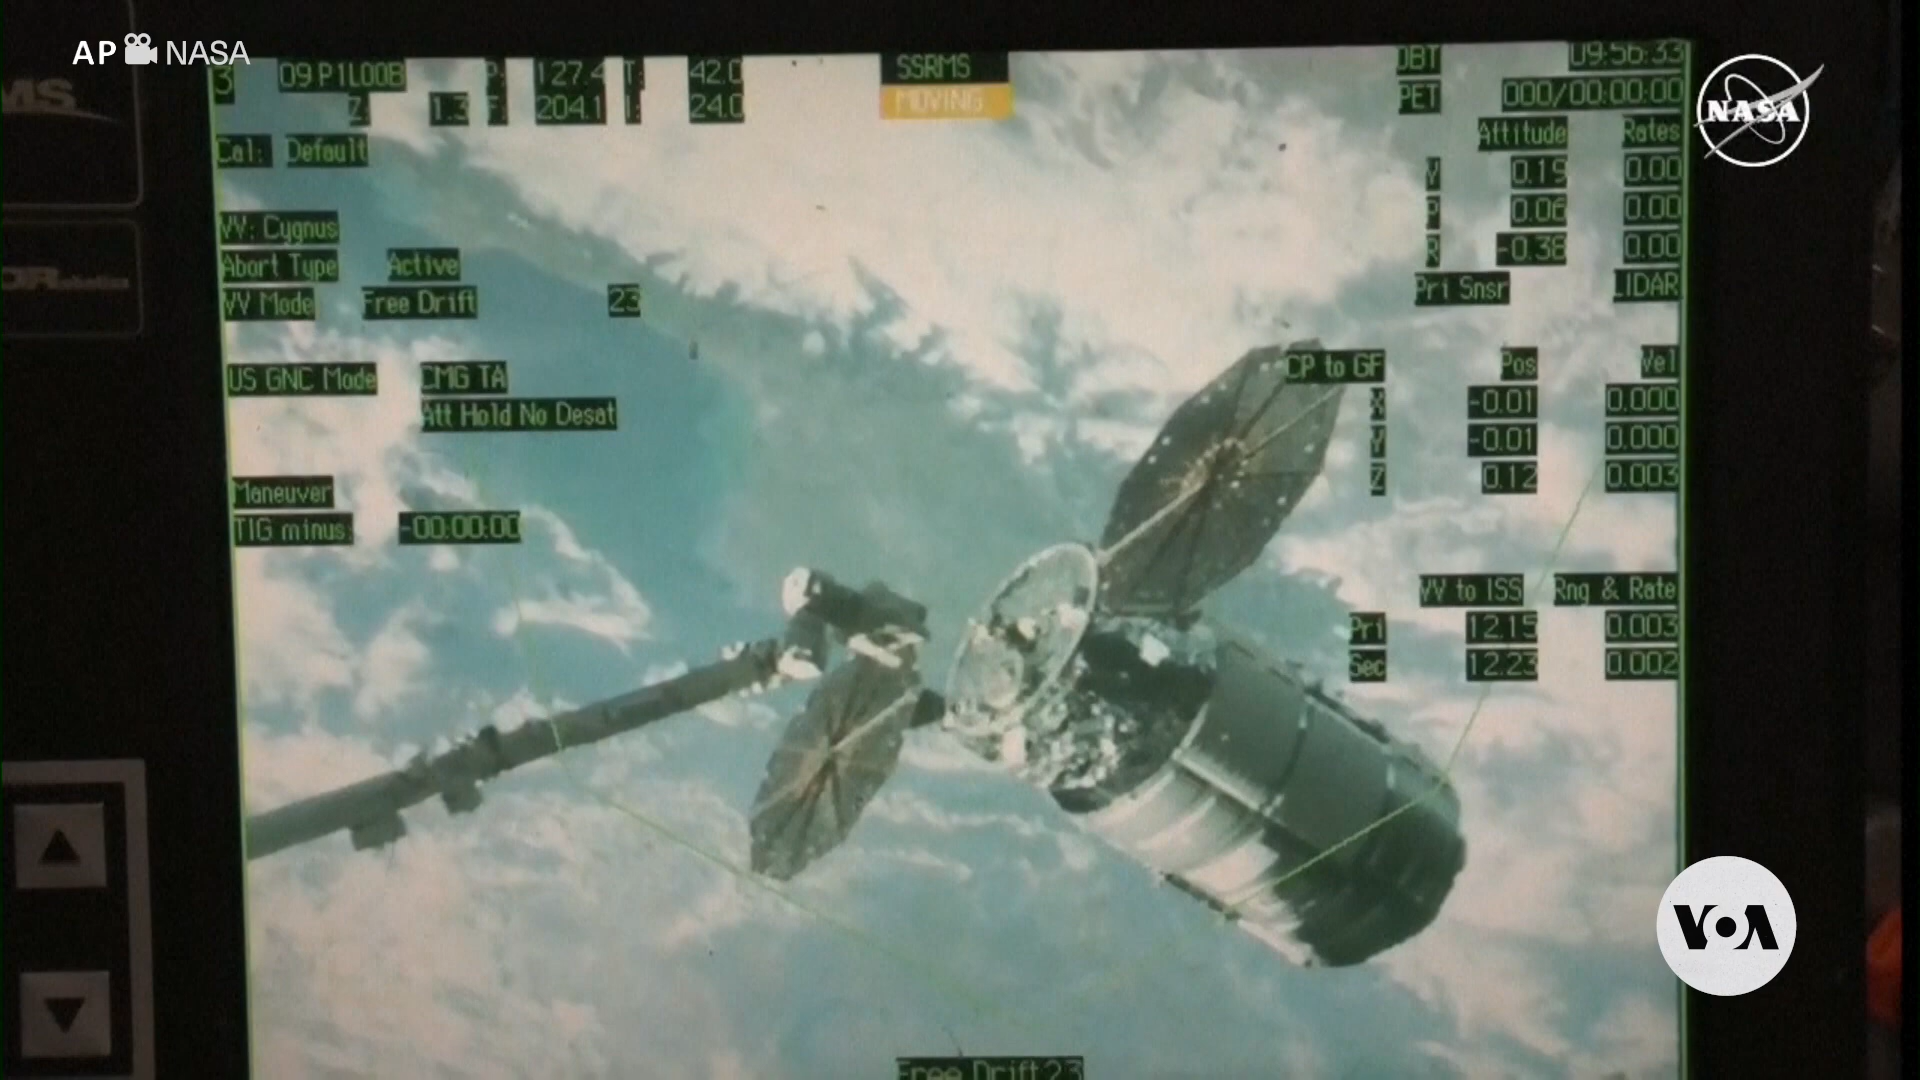 AP NASA
3 09 P1L00B P: 127.4 T: 42.0
Z 1.3 F: 204.1 I: 24.0
SSRMS
MOVING
Cal: Default
VV: Cygnus
Abort Type Active
VV Mode Free Drift 23
US GNC Mode CMG TA
Att Hold No Desat
Maneuver
TIG minus: -00:00:00
09:56:33
PET 000/00:00:00
Attitude Rates
Y 0.19 0.00
P 0.06 0.00
R -0.38 0.00
Pri Snsr LIDAR
CP to GF Pos Vel
X -0.01 0.000
Y -0.01 0.000
Z 0.12 0.003
VV to ISS Rng & Rate
Pri 12.15 0.003
Sec 12.23 0.002
Free Drift 23
NASA
VOA